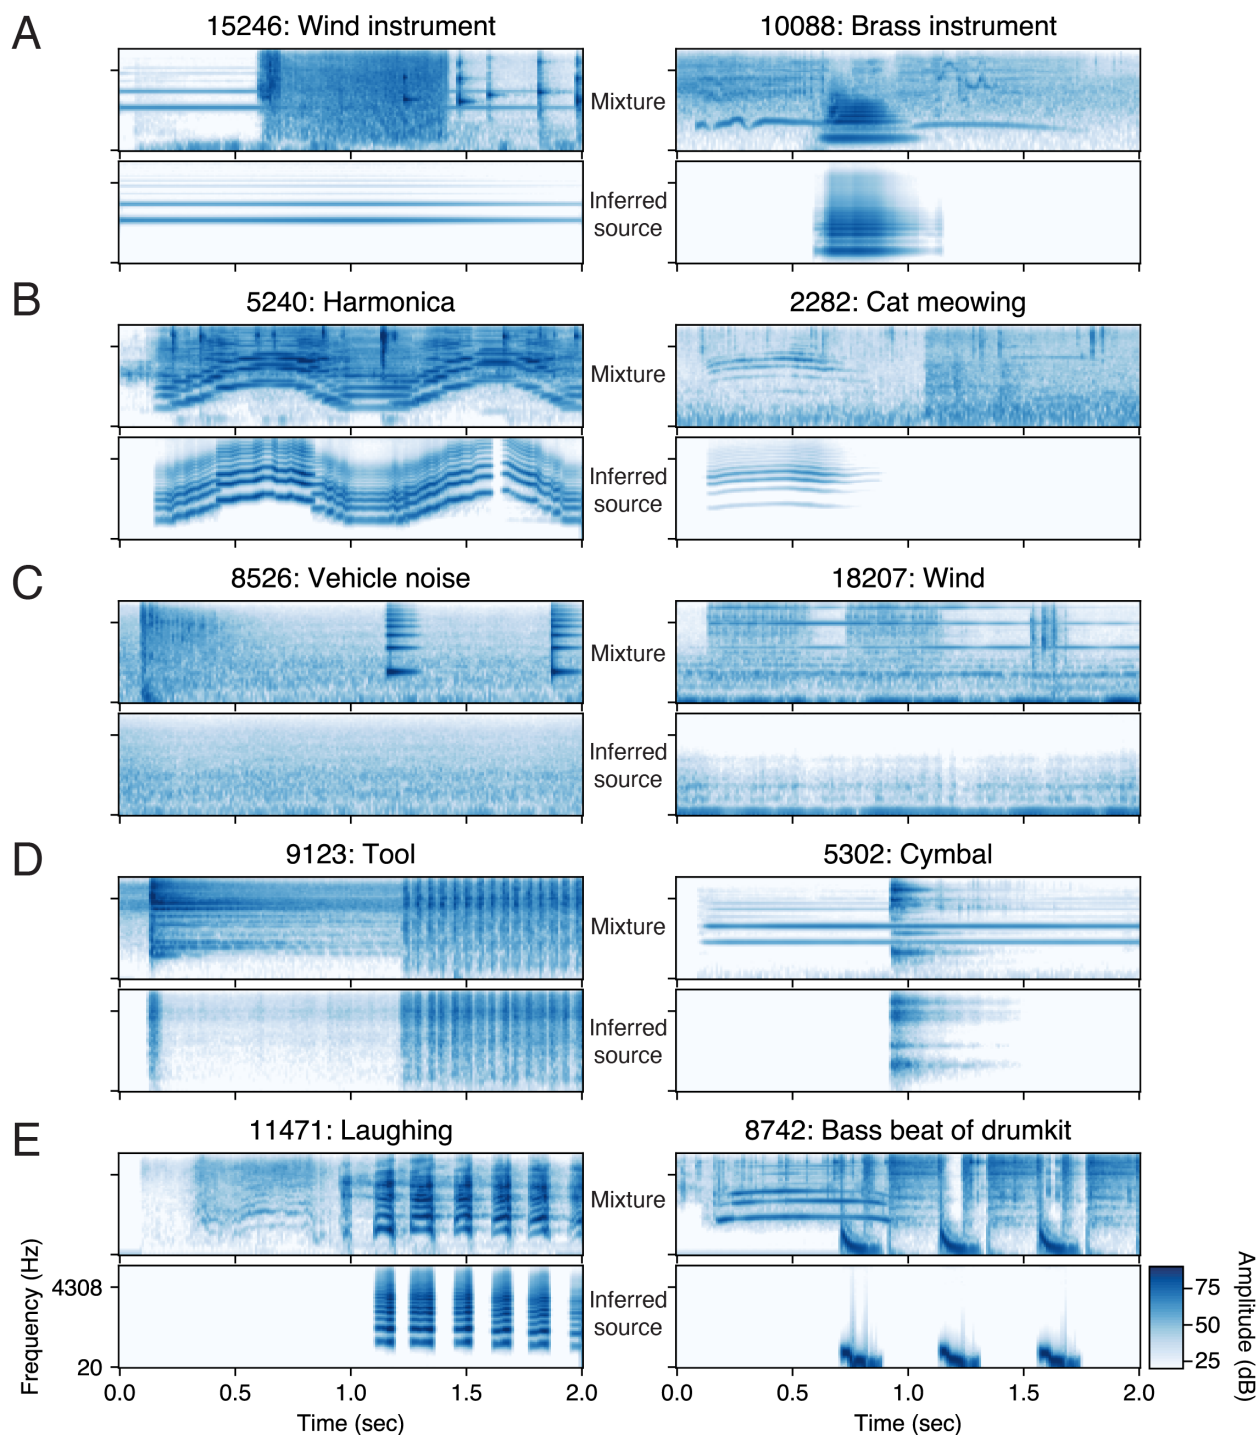 A
15246: Wind instrument
10088: Brass instrument
Mixture
Inferred
source
B
5240: Harmonica
2282: Cat meowing
Mixture
Inferred
source
C
8526: Vehicle noise
18207: Wind
Mixture
Inferred
source
D
9123: Tool
5302: Cymbal
Mixture
Inferred
source
E
11471: Laughing
8742: Bass beat of drumkit
Mixture
Inferred
source
Frequency (Hz)
4308
20
0.0 0.5 1.0 1.5 2.0
Time (sec)
0.0 0.5 1.0 1.5 2.0
Time (sec)
75
50
25
Amplitude (dB)